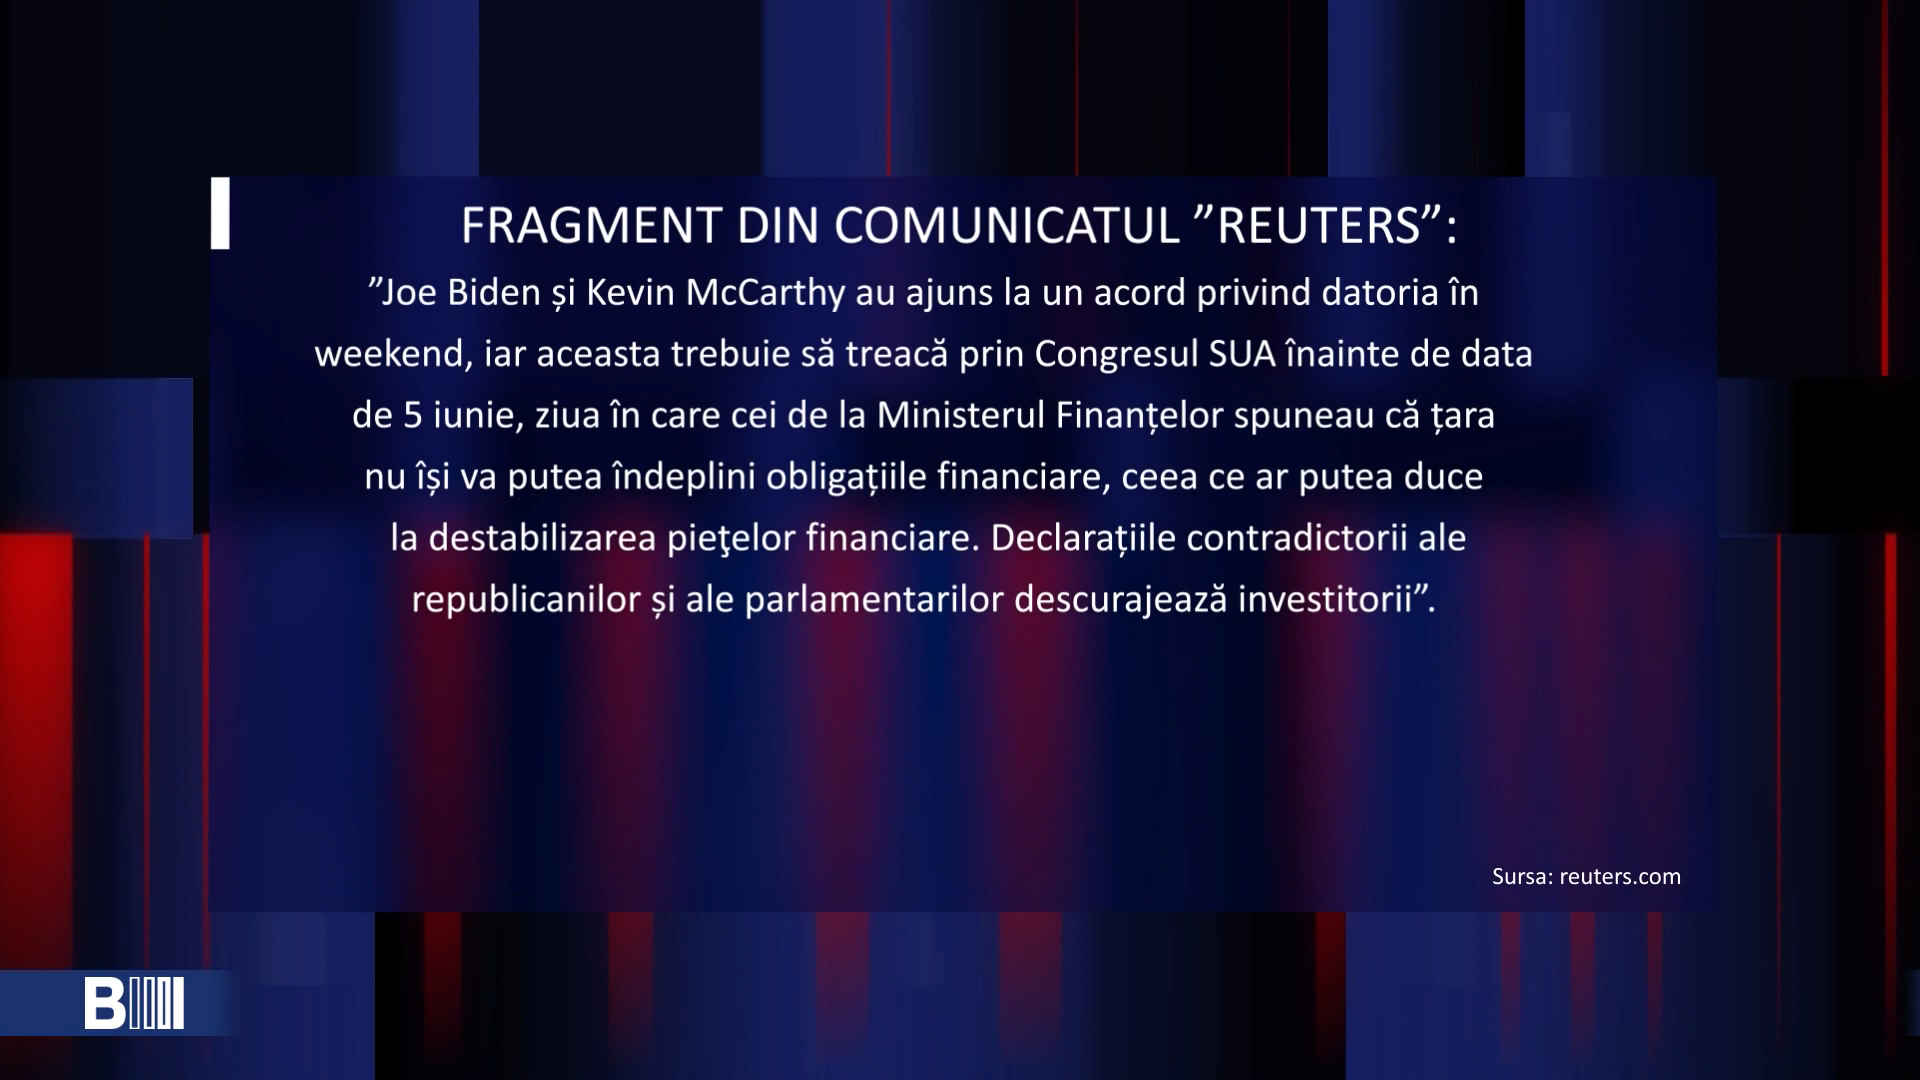 FRAGMENT DIN COMUNICATUL ”REUTERS”:
”Joe Biden și Kevin McCarthy au ajuns la un acord privind datoria în
weekend, iar aceasta trebuie să treacă prin Congresul SUA înainte de data
de 5 iunie, ziua în care cei de la Ministerul Finanțelor spuneau că țara
nu își va putea îndeplini obligațiile financiare, ceea ce ar putea duce
la destabilizarea pieţelor financiare. Declarațiile contradictorii ale
republicanilor și ale parlamentarilor descurajează investitorii”.
Sursa: reuters.com
B